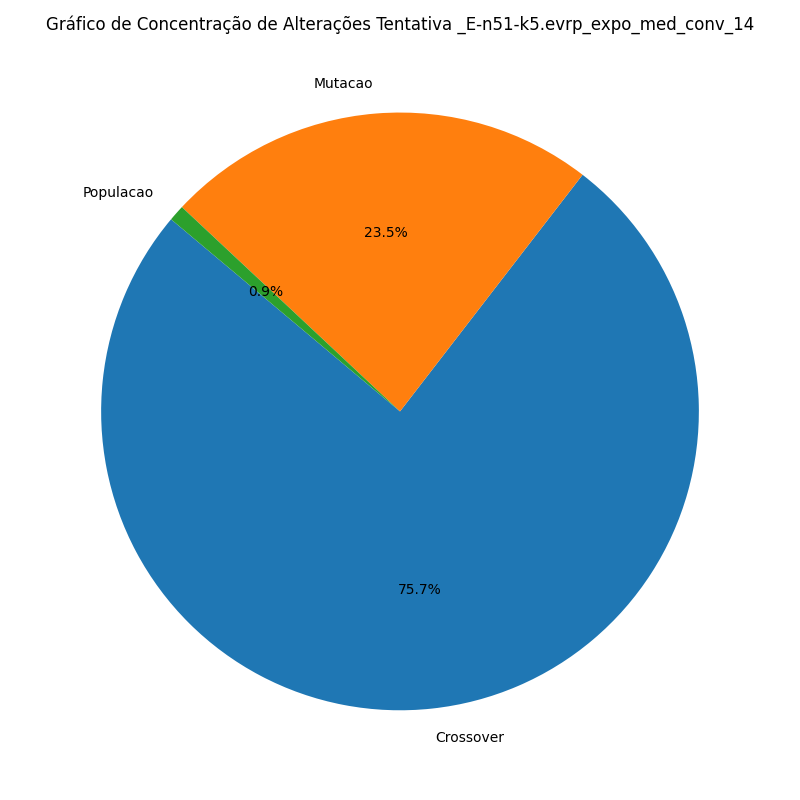 Gráfico de Concentração de Alterações Tentativa _E-n51-k5.evrp_expo_med_conv_14
Mutacao
Populacao
23.5%
0.9%
75.7%
Crossover